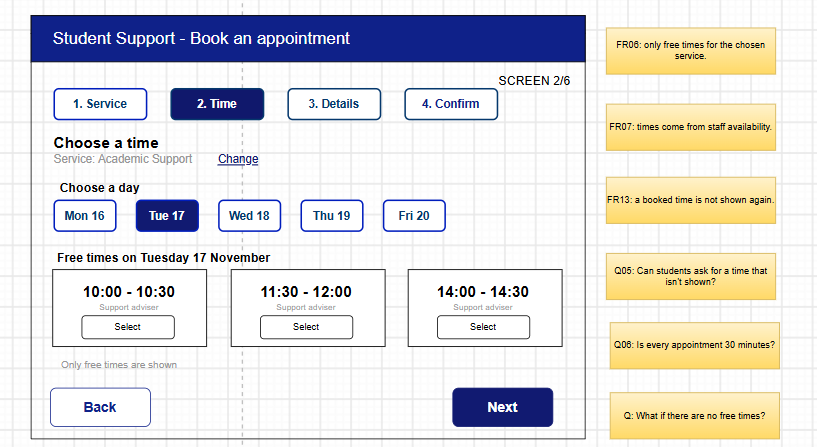 Student Support - Book an appointment
SCREEN 2/6
1. Service
2. Time
3. Details
4. Confirm
Choose a time
Service: Academic Support Change
Choose a day
Mon 16
Tue 17
Wed 18
Thu 19
Fri 20
Free times on Tuesday 17 November
10:00 - 10:30
Support adviser
Select
11:30 - 12:00
Support adviser
Select
14:00 - 14:30
Support adviser
Select
Only free times are shown
Back
Next
FR06: only free times for the chosen
service.
FR07: times come from staff availability.
FR13: a booked time is not shown again.
Q05: Can students ask for a time that
isn't shown?
Q06: Is every appointment 30 minutes?
Q: What if there are no free times?